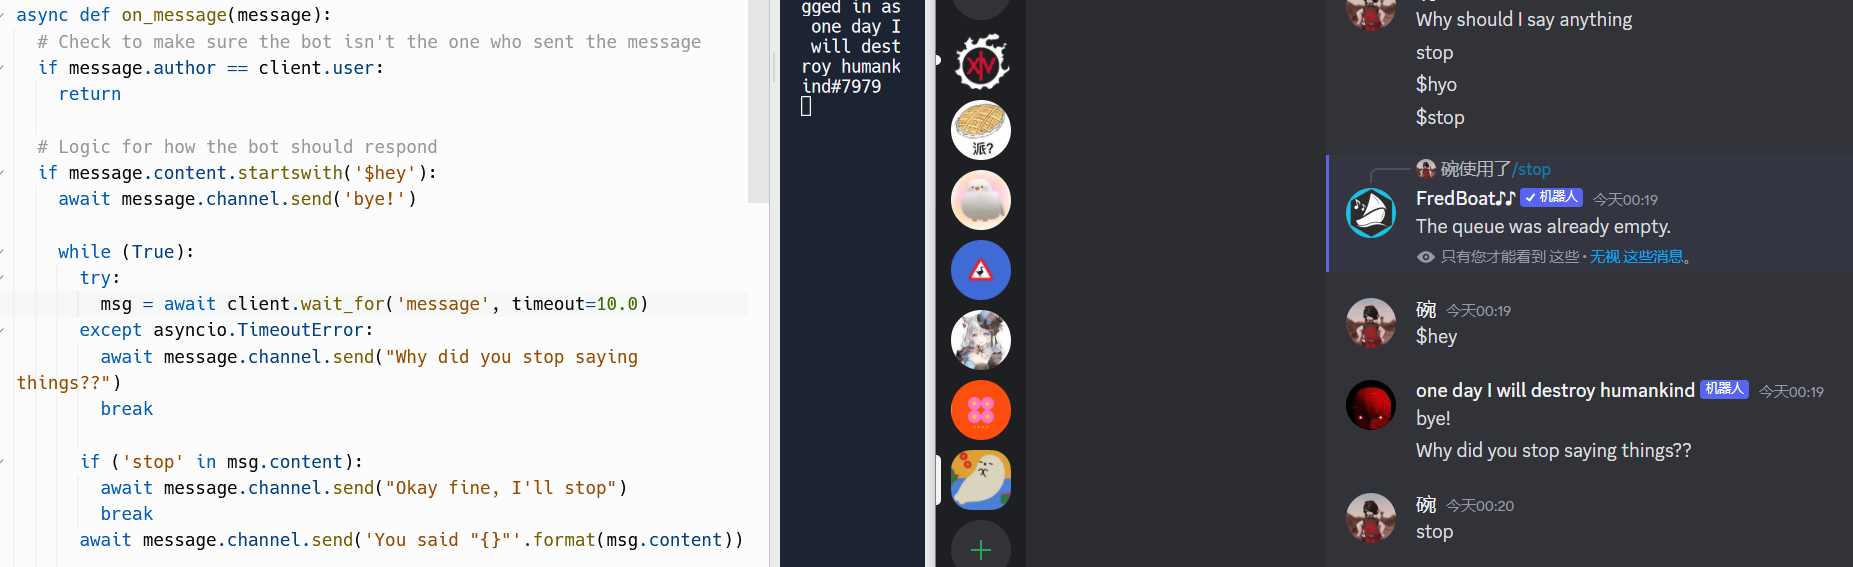 async def on_message(message):
# Check to make sure the bot isn't the one who sent the message
if message.author == client.user:
return
# Logic for how the bot should respond
if message.content.startswith('$hey'):
await message.channel.send('bye!')
while (True):
try:
msg = await client.wait_for('message', timeout=10.0)
except asyncio.TimeoutError:
await message.channel.send("Why did you stop saying
things??")
break
if ('stop' in msg.content):
await message.channel.send("Okay fine, I'll stop")
break
await message.channel.send('You said "{}"'.format(msg.content))
gged in as
one day I
will dest
roy humank
ind#7979
XIV
派?
Why should I say anything
stop
$hyo
$stop
碗使用了/stop
FredBoat♪♪ ✓ 机器人 今天00:19
The queue was already empty.
只有您才能看到 这些 • 无视 这些消息。
碗 今天00:19
$hey
one day I will destroy humankind 机器人 今天00:19
bye!
Why did you stop saying things??
碗 今天00:20
stop